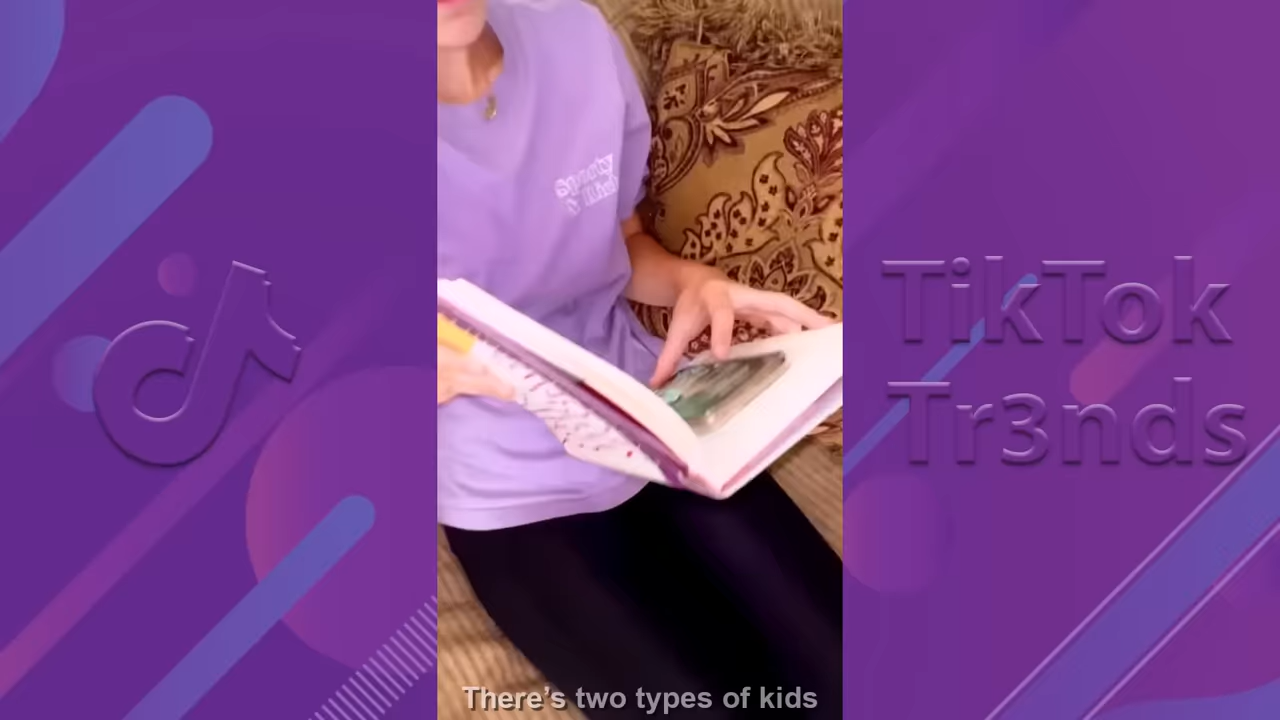 TikTok
Tr3nds
There's two types of kids